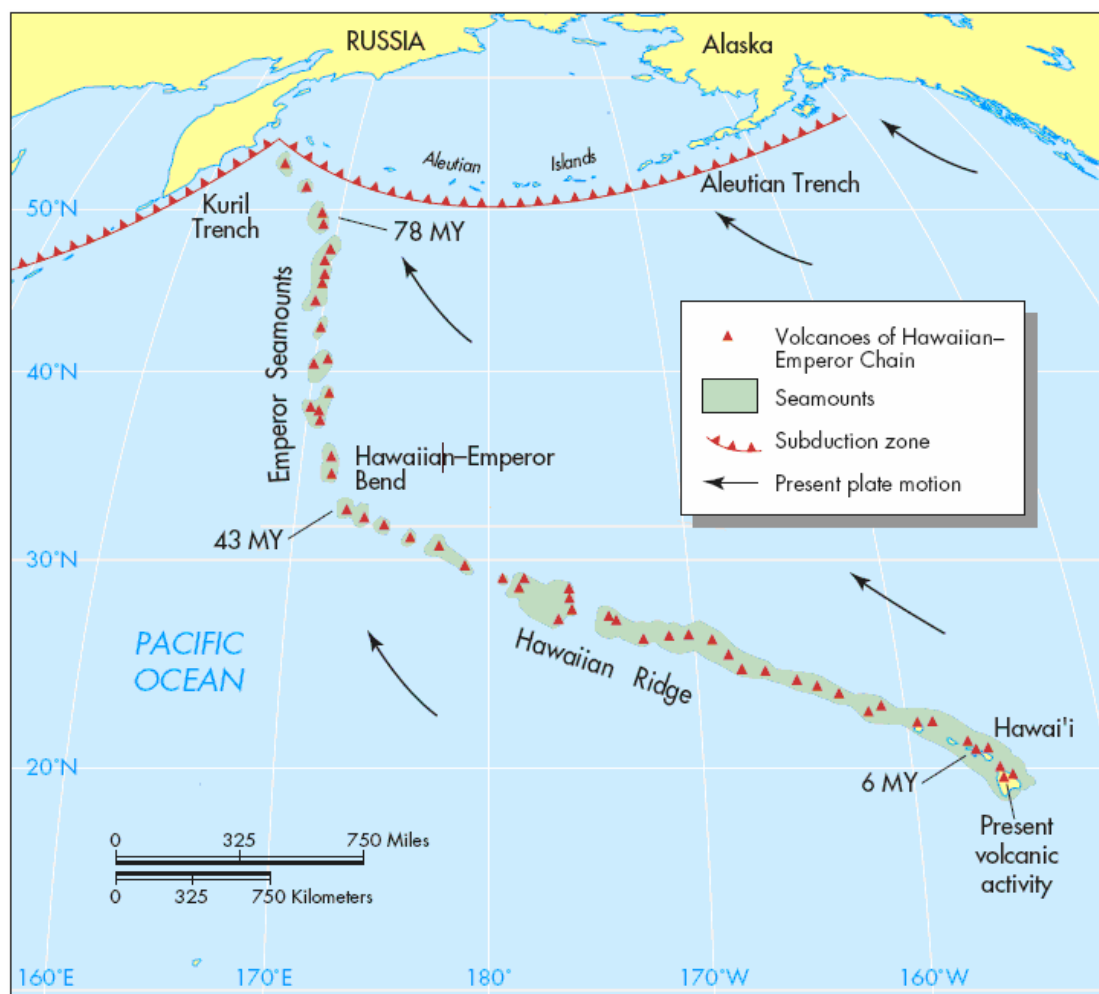 RUSSIA
Alaska
Aleutian
Islands
Aleutian Trench
Kuril
Trench
50°N
78 MY
Emperor Seamounts
40°N
Volcanoes of Hawaiian–
Emperor Chain
Seamounts
Subduction zone
Present plate motion
Hawaiian–Emperor
Bend
43 MY
30°N
PACIFIC
OCEAN
Hawaiian Ridge
Hawai'i
20°N
6 MY
Present
volcanic
activity
0 325 750 Miles
0 325 750 Kilometers
160°E 170°E 180° 170°W 160°W